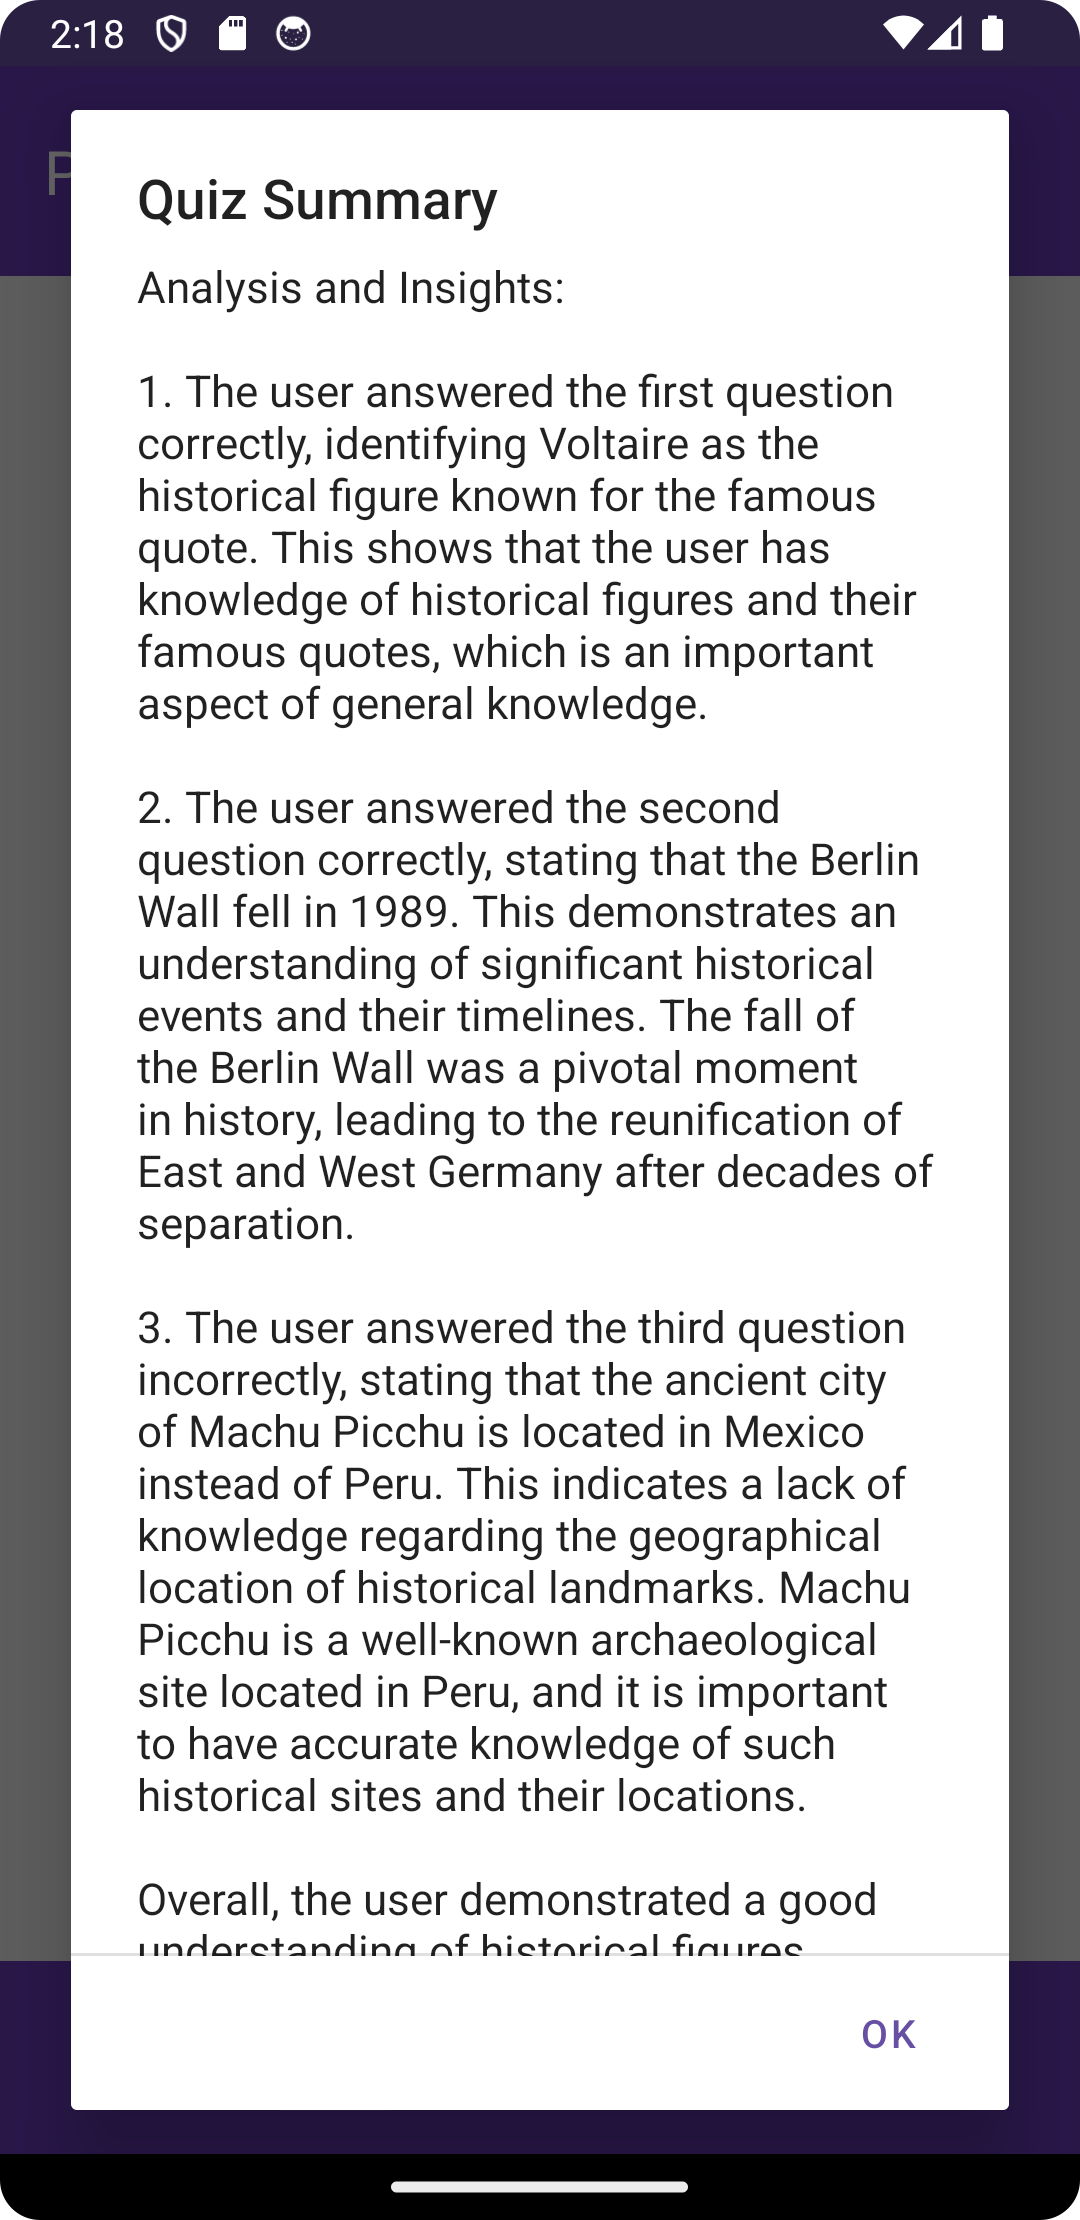 2:18
P
Quiz Summary
Analysis and Insights:
1. The user answered the first question
correctly, identifying Voltaire as the
historical figure known for the famous
quote. This shows that the user has
knowledge of historical figures and their
famous quotes, which is an important
aspect of general knowledge.
2. The user answered the second
question correctly, stating that the Berlin
Wall fell in 1989. This demonstrates an
understanding of significant historical
events and their timelines. The fall of
the Berlin Wall was a pivotal moment
in history, leading to the reunification of
East and West Germany after decades of
separation.
3. The user answered the third question
incorrectly, stating that the ancient city
of Machu Picchu is located in Mexico
instead of Peru. This indicates a lack of
knowledge regarding the geographical
location of historical landmarks. Machu
Picchu is a well-known archaeological
site located in Peru, and it is important
to have accurate knowledge of such
historical sites and their locations.
Overall, the user demonstrated a good
understanding of historical figures
OK